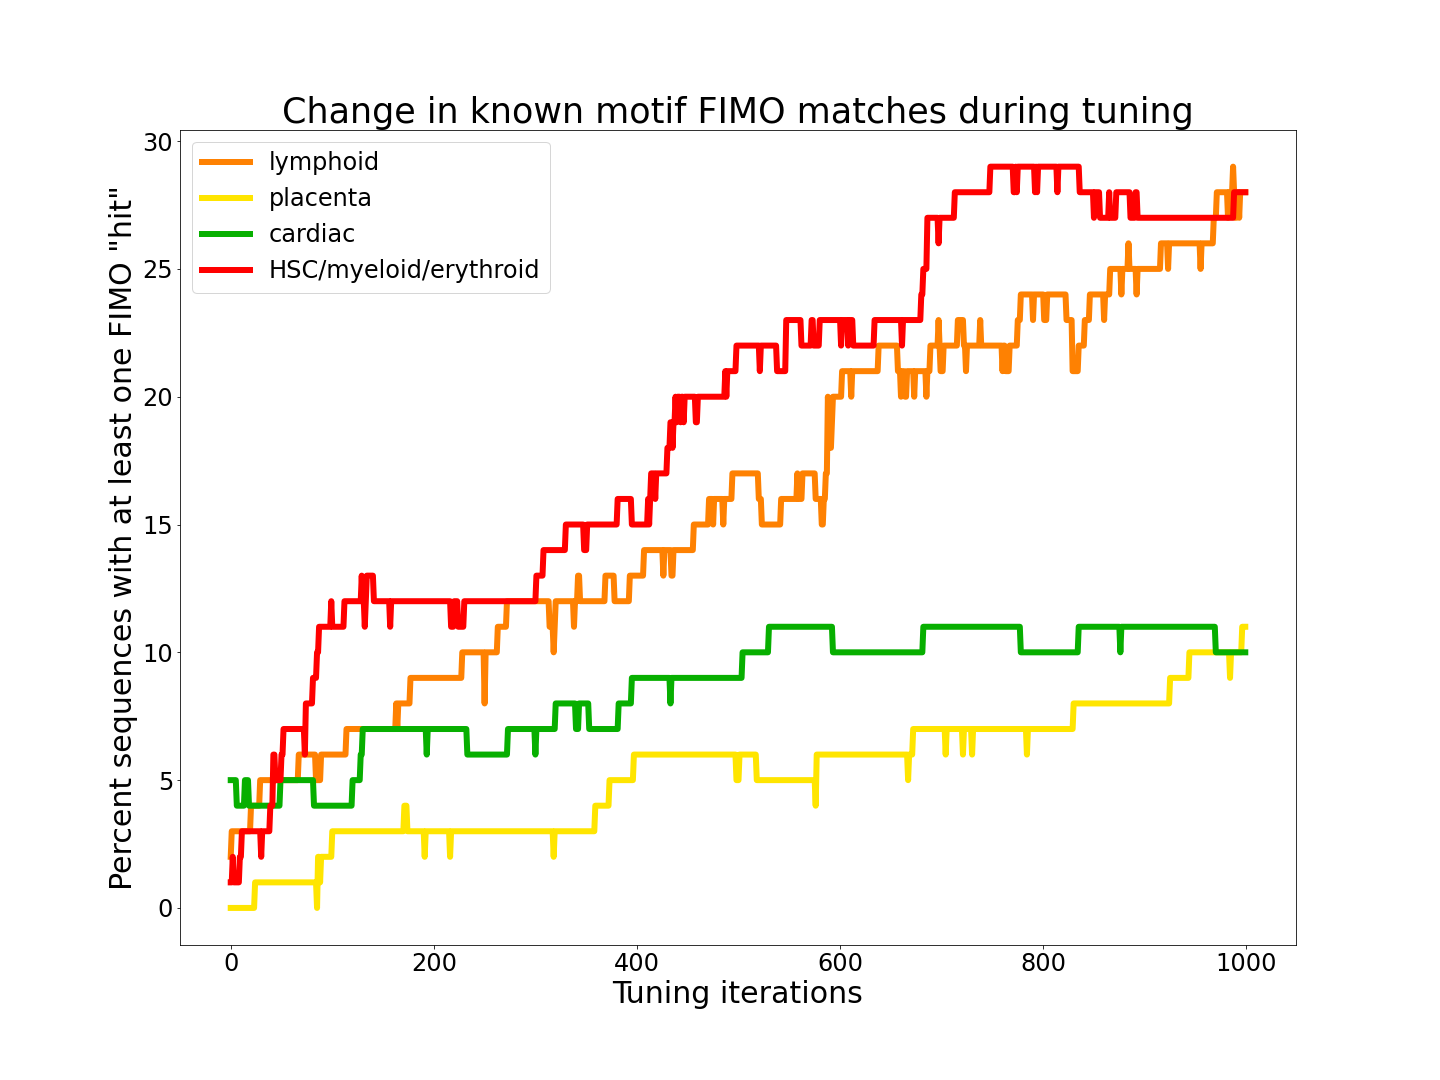 Change in known motif FIMO matches during tuning
lymphoid
placenta
cardiac
HSC/myeloid/erythroid
Percent sequences with at least one FIMO "hit"
30
25
20
15
10
5
0
0 200 400 600 800 1000
Tuning iterations